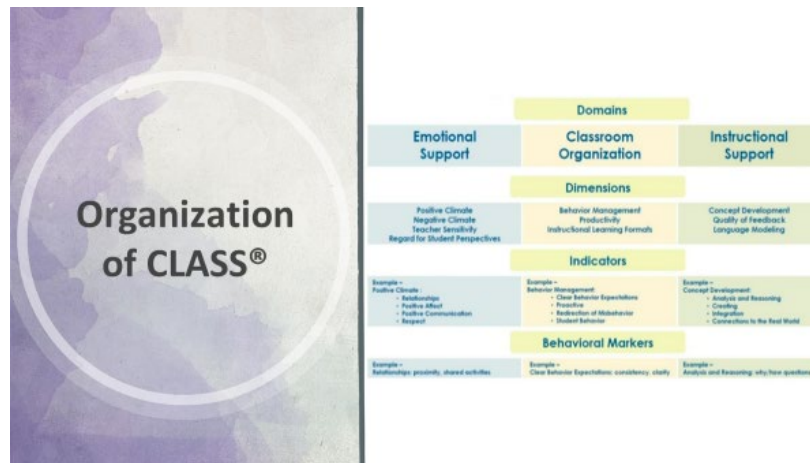 Organization
of CLASS®
Domains
Emotional
Support
Classroom
Organization
Instructional
Support
Dimensions
Positive Climate
Negative Climate
Teacher Sensitivity
Regard for Student Perspectives
Behavior Management
Productivity
Instructional Learning Formats
Concept Development
Quality of Feedback
Language Modeling
Indicators
Example –
Positive Climate :
• Relationships
• Positive Affect
• Positive Communication
• Respect
Example –
Behavior Management:
• Clear Behavior Expectations
• Proactive
• Redirection of Misbehavior
• Student Behavior
Example –
Concept Development:
• Analysis and Reasoning
• Creating
• Integration
• Connections to the Real World
Behavioral Markers
Example –
Relationships: proximity, shared activities
Example –
Clear Behavior Expectations: consistency, clarity
Example –
Analysis and Reasoning: why/how questions